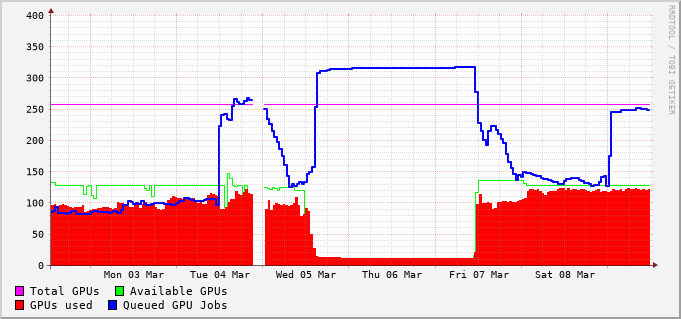 400
350
300
250
200
150
100
50
0
Mon 03 Mar Tue 04 Mar Wed 05 Mar Thu 06 Mar Fri 07 Mar Sat 08 Mar
Total GPUs Available GPUs
GPUs used Queued GPU Jobs
RRDTOOL / TOBI OETIKER